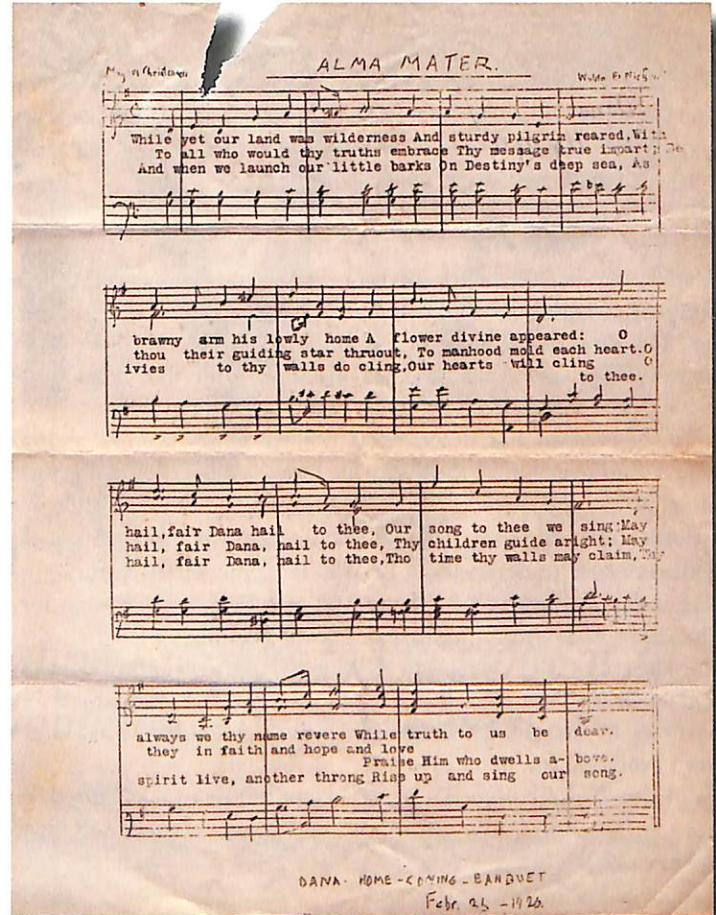 ALMA MATER.
While yet our land was wilderness And sturdy pilgrim reared, With
To all who would thy truths embrace Thy message true impart; Be
And when we launch our little barks On Destiny's deep sea, As
brawny arm his lowly home A flower divine appeared: O
thou their guiding star thruout, To manhood mold each heart. O
ivies to thy walls do cling, Our hearts will cling O
to thee.
hail, fair Dana hail to thee, Our song to thee we sing; May
hail, fair Dana, hail to thee, Thy children guide aright; May
hail, fair Dana, hail to thee, Tho time thy walls may claim, Thy
always we thy name revere While truth to us be dear.
they in faith and hope and love
Praise Him who dwells a- bove.
spirit live, another throng Rise up and sing our song.
DANA - HOME - COMING - BANQUET
Febr. - 1926.